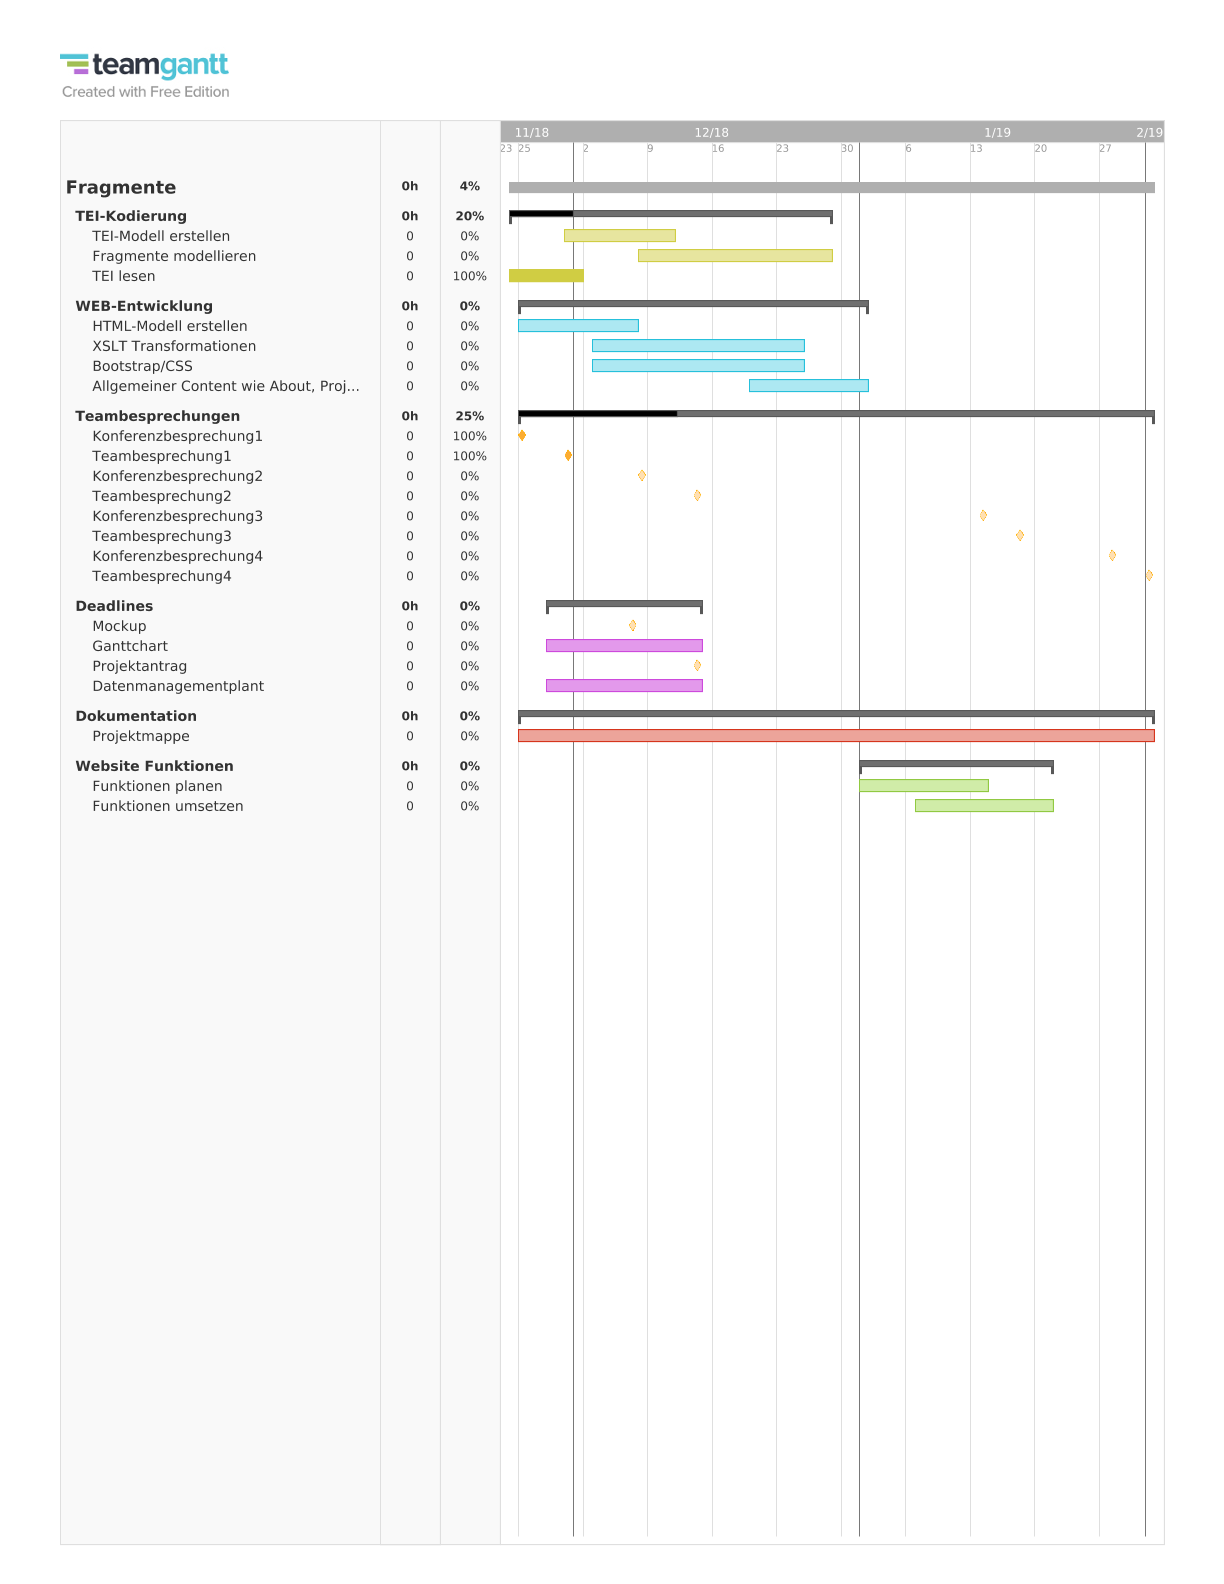 teamgantt
Created with Free Edition
11/18 12/18 1/19 2/19
23 25 2 9 16 23 30 6 13 20 27
Fragmente 0h 4%
TEI-Kodierung 0h 20%
TEI-Modell erstellen 0 0%
Fragmente modellieren 0 0%
TEI lesen 0 100%
WEB-Entwicklung 0h 0%
HTML-Modell erstellen 0 0%
XSLT Transformationen 0 0%
Bootstrap/CSS 0 0%
Allgemeiner Content wie About, Proj... 0 0%
Teambesprechungen 0h 25%
Konferenzbesprechung1 0 100%
Teambesprechung1 0 100%
Konferenzbesprechung2 0 0%
Teambesprechung2 0 0%
Konferenzbesprechung3 0 0%
Teambesprechung3 0 0%
Konferenzbesprechung4 0 0%
Teambesprechung4 0 0%
Deadlines 0h 0%
Mockup 0 0%
Ganttchart 0 0%
Projektantrag 0 0%
Datenmanagementplant 0 0%
Dokumentation 0h 0%
Projektmappe 0 0%
Website Funktionen 0h 0%
Funktionen planen 0 0%
Funktionen umsetzen 0 0%